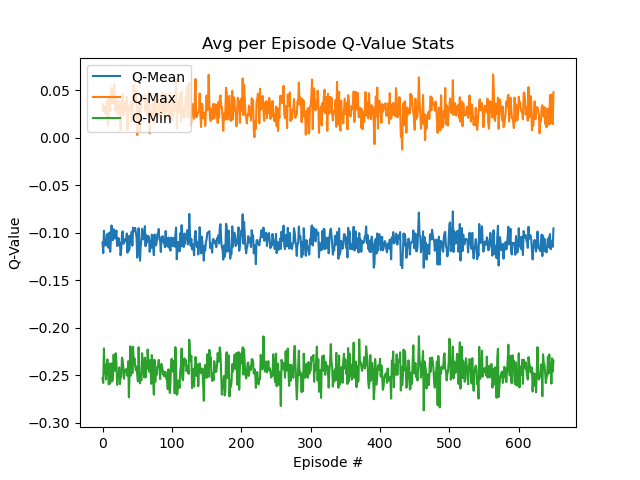 Avg per Episode Q-Value Stats
Q-Mean
Q-Max
Q-Min
0.05
0.00
−0.05
−0.10
−0.15
−0.20
−0.25
−0.30
Q-Value
0 100 200 300 400 500 600
Episode #